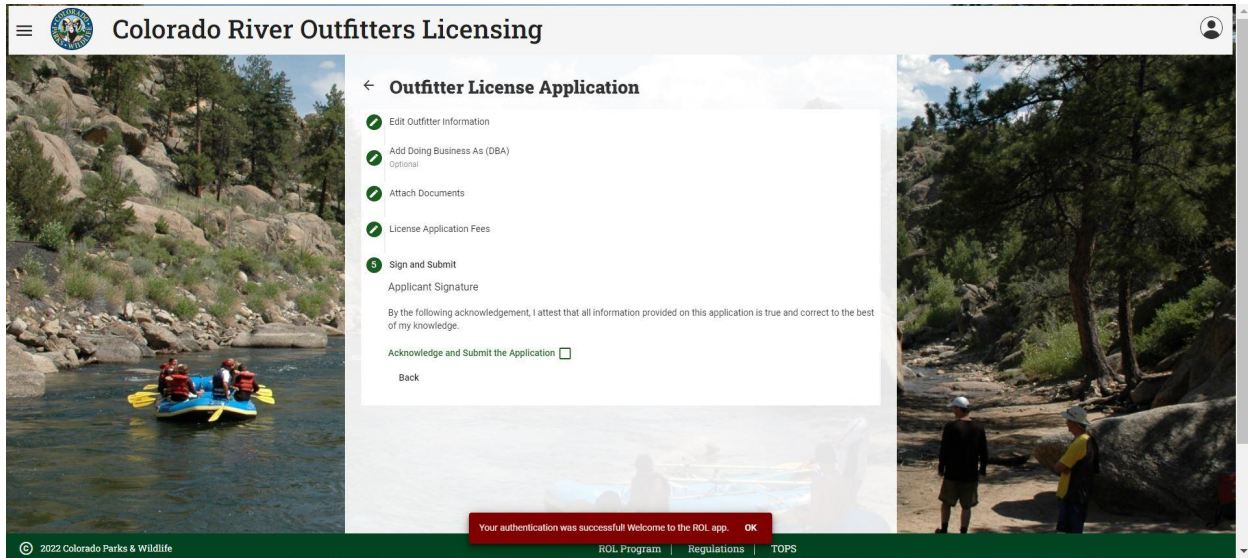 Colorado River Outfitters Licensing
Outfitter License Application
Edit Outfitter Information
Add Doing Business As (DBA)
Optional
Attach Documents
License Application Fees
5 Sign and Submit
Applicant Signature
By the following acknowledgement, I attest that all information provided on this application is true and correct to the best
of my knowledge.
Acknowledge and Submit the Application
Back
Your authentication was successful! Welcome to the ROL app. OK
© 2022 Colorado Parks & Wildlife ROL Program | Regulations | TOPS